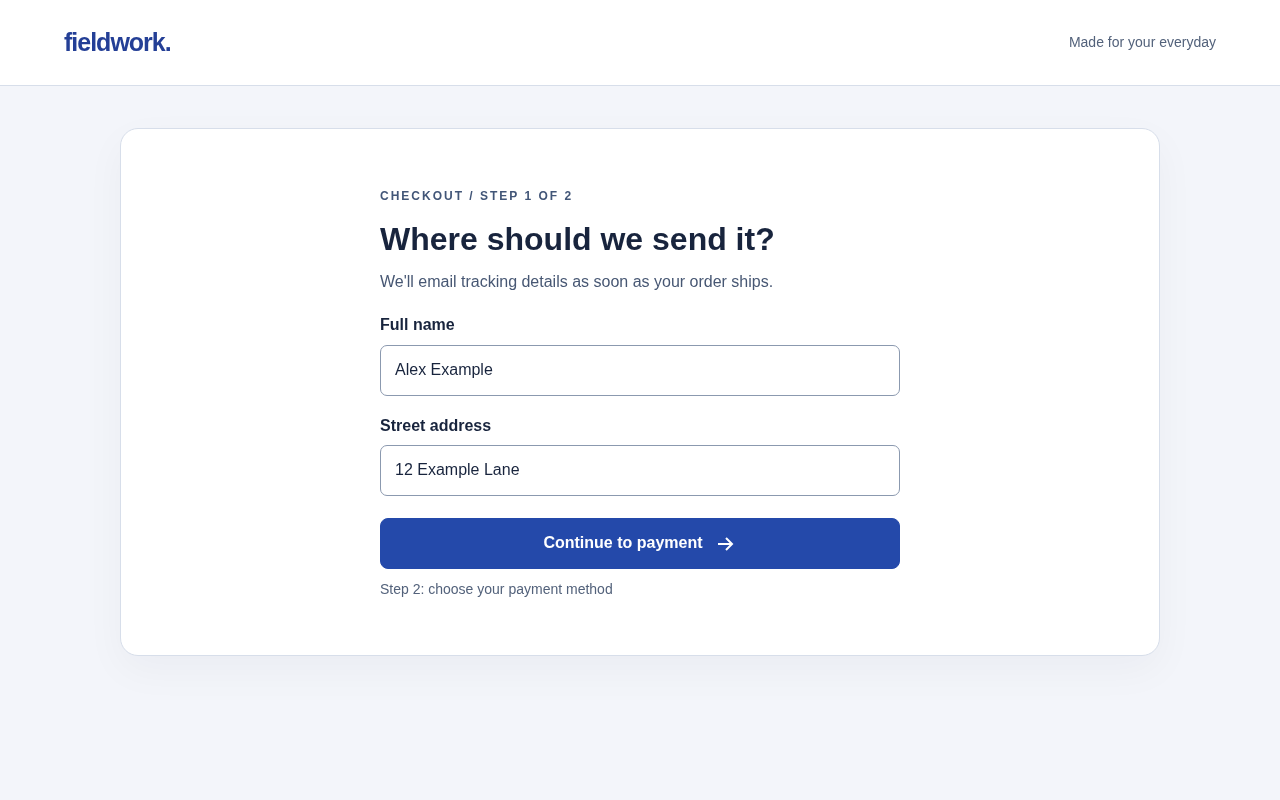 fieldwork.
Made for your everyday
CHECKOUT / STEP 1 OF 2
Where should we send it?
We'll email tracking details as soon as your order ships.
Full name
Alex Example
Street address
12 Example Lane
Continue to payment →
Step 2: choose your payment method